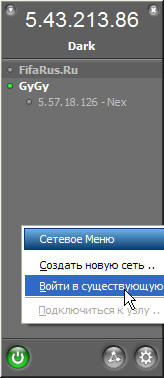 5.43.213.86
Dark
FifaRus.Ru
GyGy
5.57.18.126 - Nex
Сетевое Меню
Создать новую сеть ..
Войти в существующую
Подключиться к узлу ..